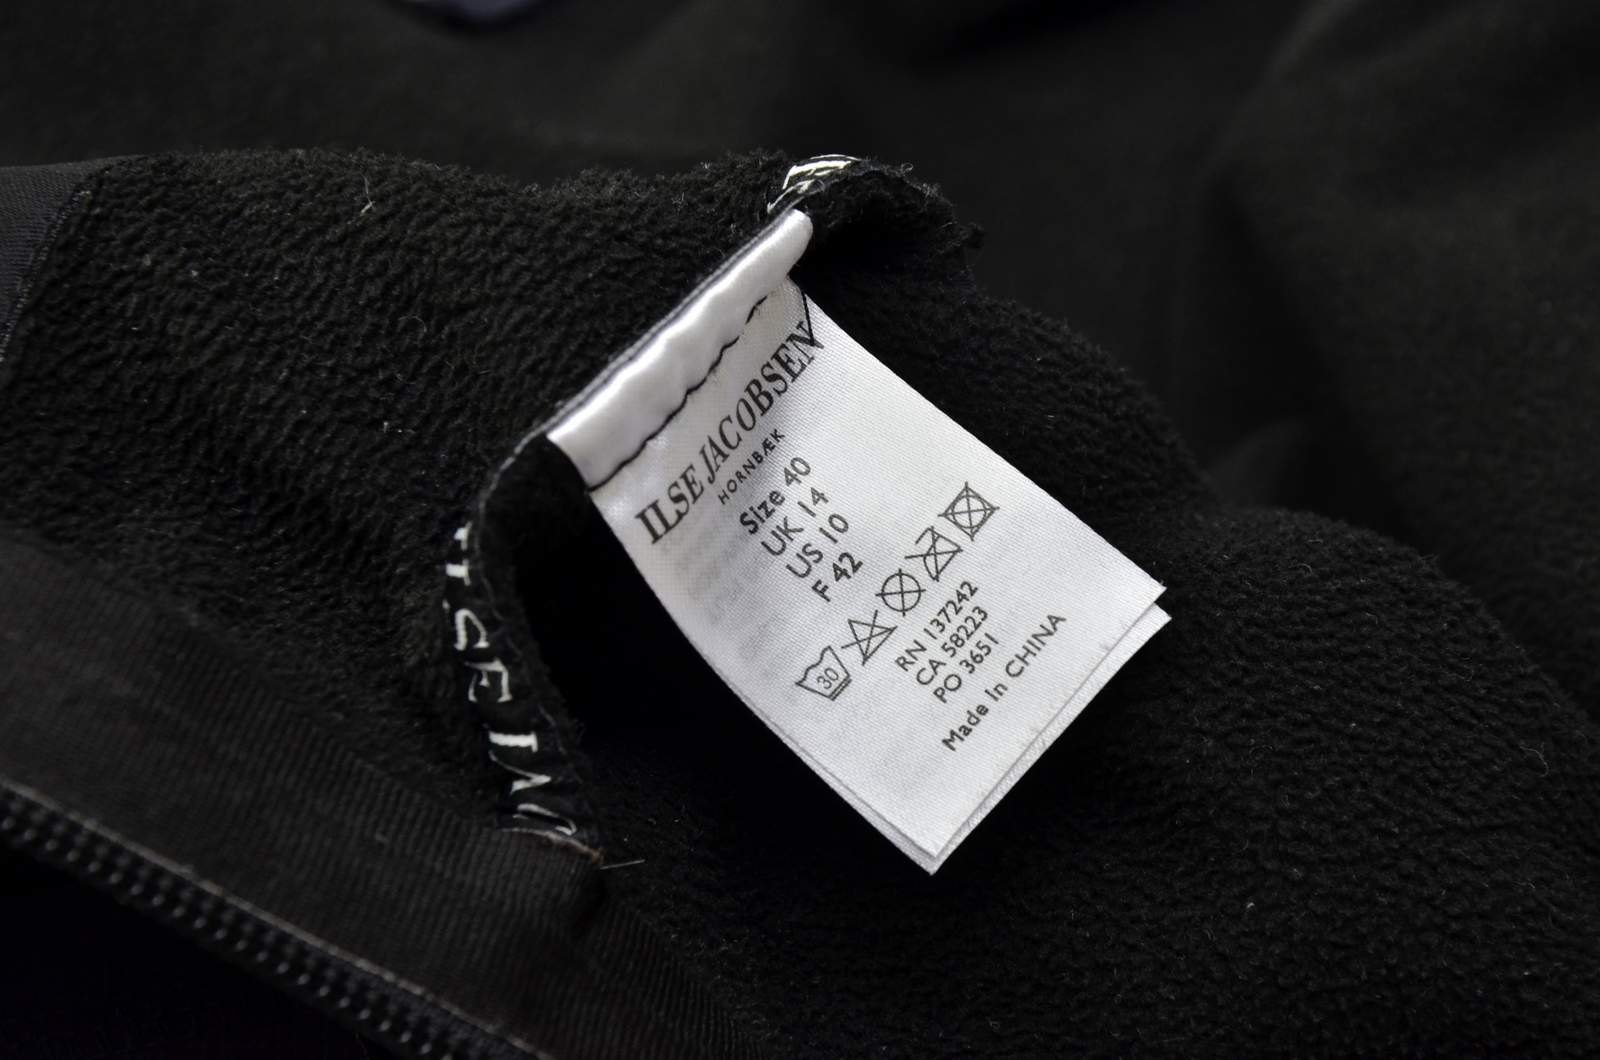 ILSE JACOBSEN
HORNBÆK
Size 40
UK 14
US 10
F 42
30
RN 137242
CA 58223
PO 3651
Made In CHINA